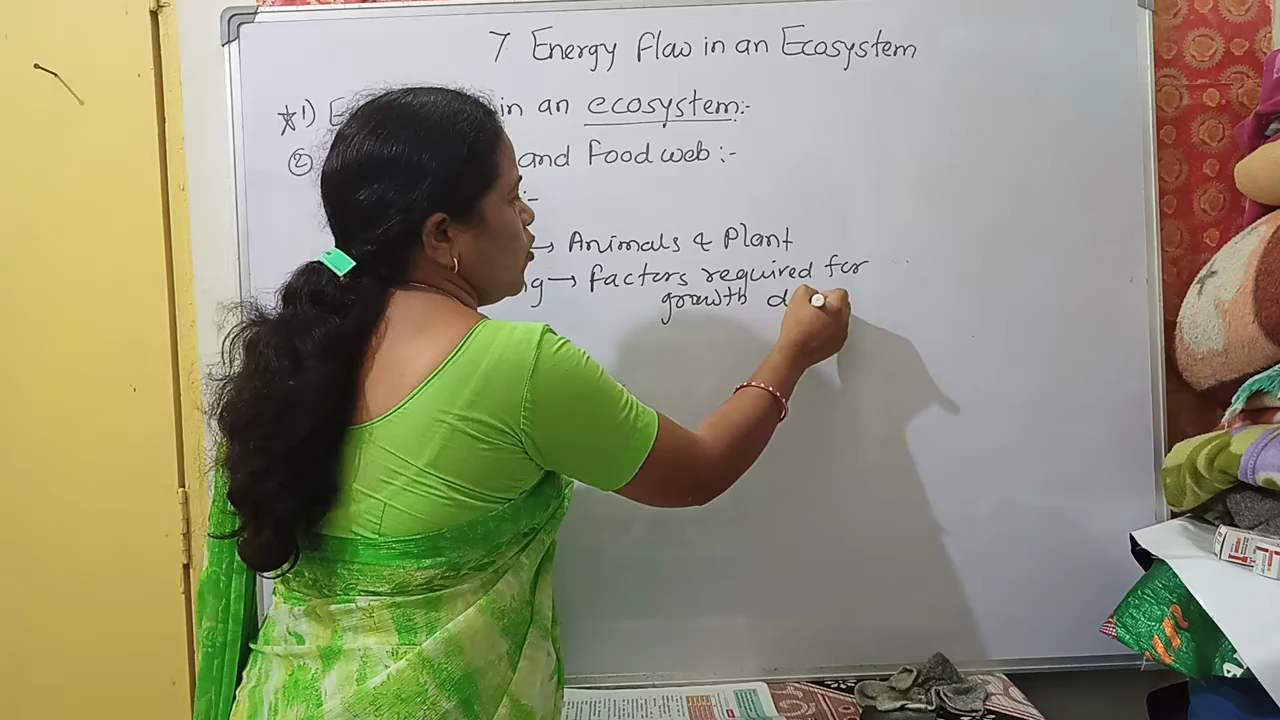 7 Energy flow in an Ecosystem
☆1) E in an ecosystem:-
② and food web :-
:-
→ Animals & Plant
g → factors required for
growth d